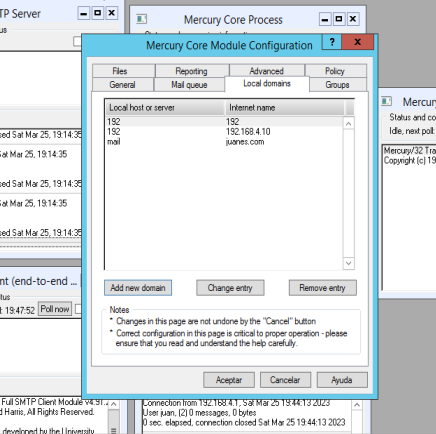 TP Server
Mercury Core Process
Mercury Core Module Configuration
Files
Reporting
Advanced
Policy
General
Mail queue
Local domains
Groups
Local host or server
Internet name
192
192
192
192.168.4.10
mail
juanes.com
Add new domain
Change entry
Remove entry
Notes
* Changes in this page are not undone by the "Cancel" button
* Correct configuration in this page is critical to proper operation - please
ensure that you read and understand the help carefully.
Aceptar
Cancelar
Ayuda
sed Sat Mar 25, 19:14:35
Sat Mar 25, 19:14:35
sed Sat Mar 25, 19:14:35
Sat Mar 25, 19:14:35
sed Sat Mar 25, 19:14:35
nt (end-to-end ...
tus
t 19:47:52
Poll now
Full SMTP Client Module v4.91.
d Harris, All Rights Reserved.
developed by the University
Connection from 192.168.4.1, Sat Mar 25 19:44:13 2023
User juan, (2) 0 messages, 0 bytes
0 sec. elapsed, connection closed Sat Mar 25 19:44:13 2023
Mercury
Status and co
Idle, next poll
Mercury/32 Tra
Copyright (c) 19